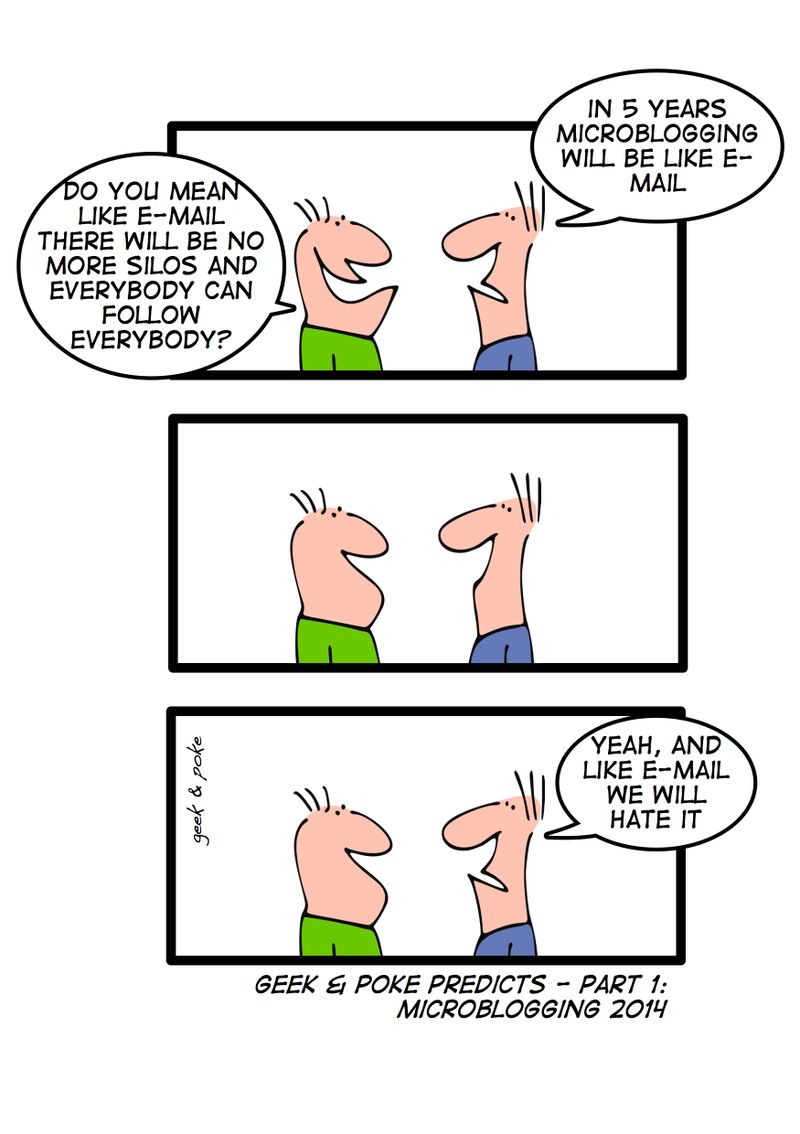 IN 5 YEARS
MICROBLOGGING
WILL BE LIKE E-
MAIL
DO YOU MEAN
LIKE E-MAIL
THERE WILL BE NO
MORE SILOS AND
EVERYBODY CAN
FOLLOW
EVERYBODY?
YEAH, AND
LIKE E-MAIL
WE WILL
HATE IT
geek & poke
GEEK & POKE PREDICTS - PART 1:
MICROBLOGGING 2014